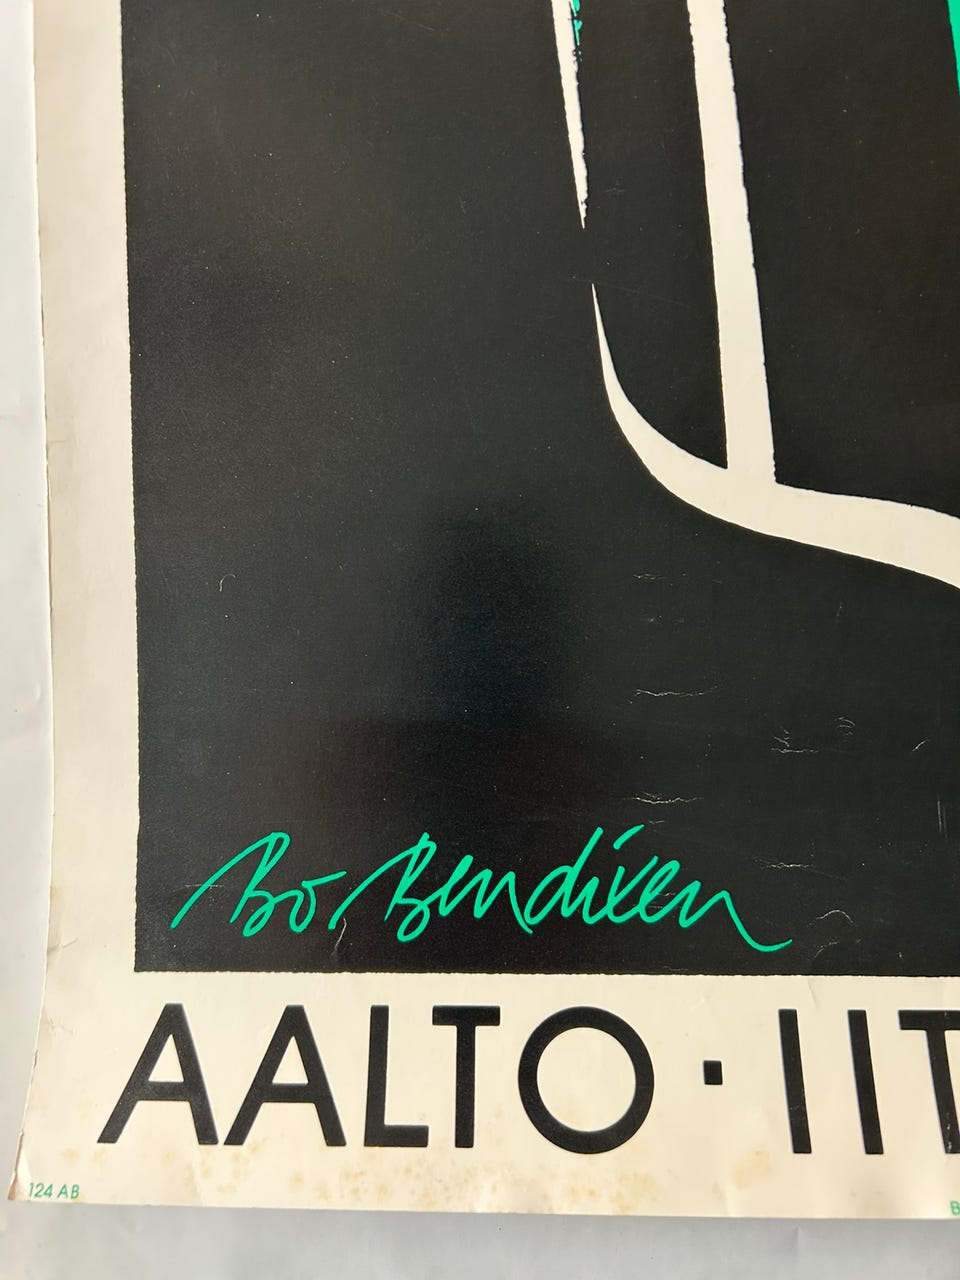 Bo Bendixen
AALTO · IIT
124 AB
B